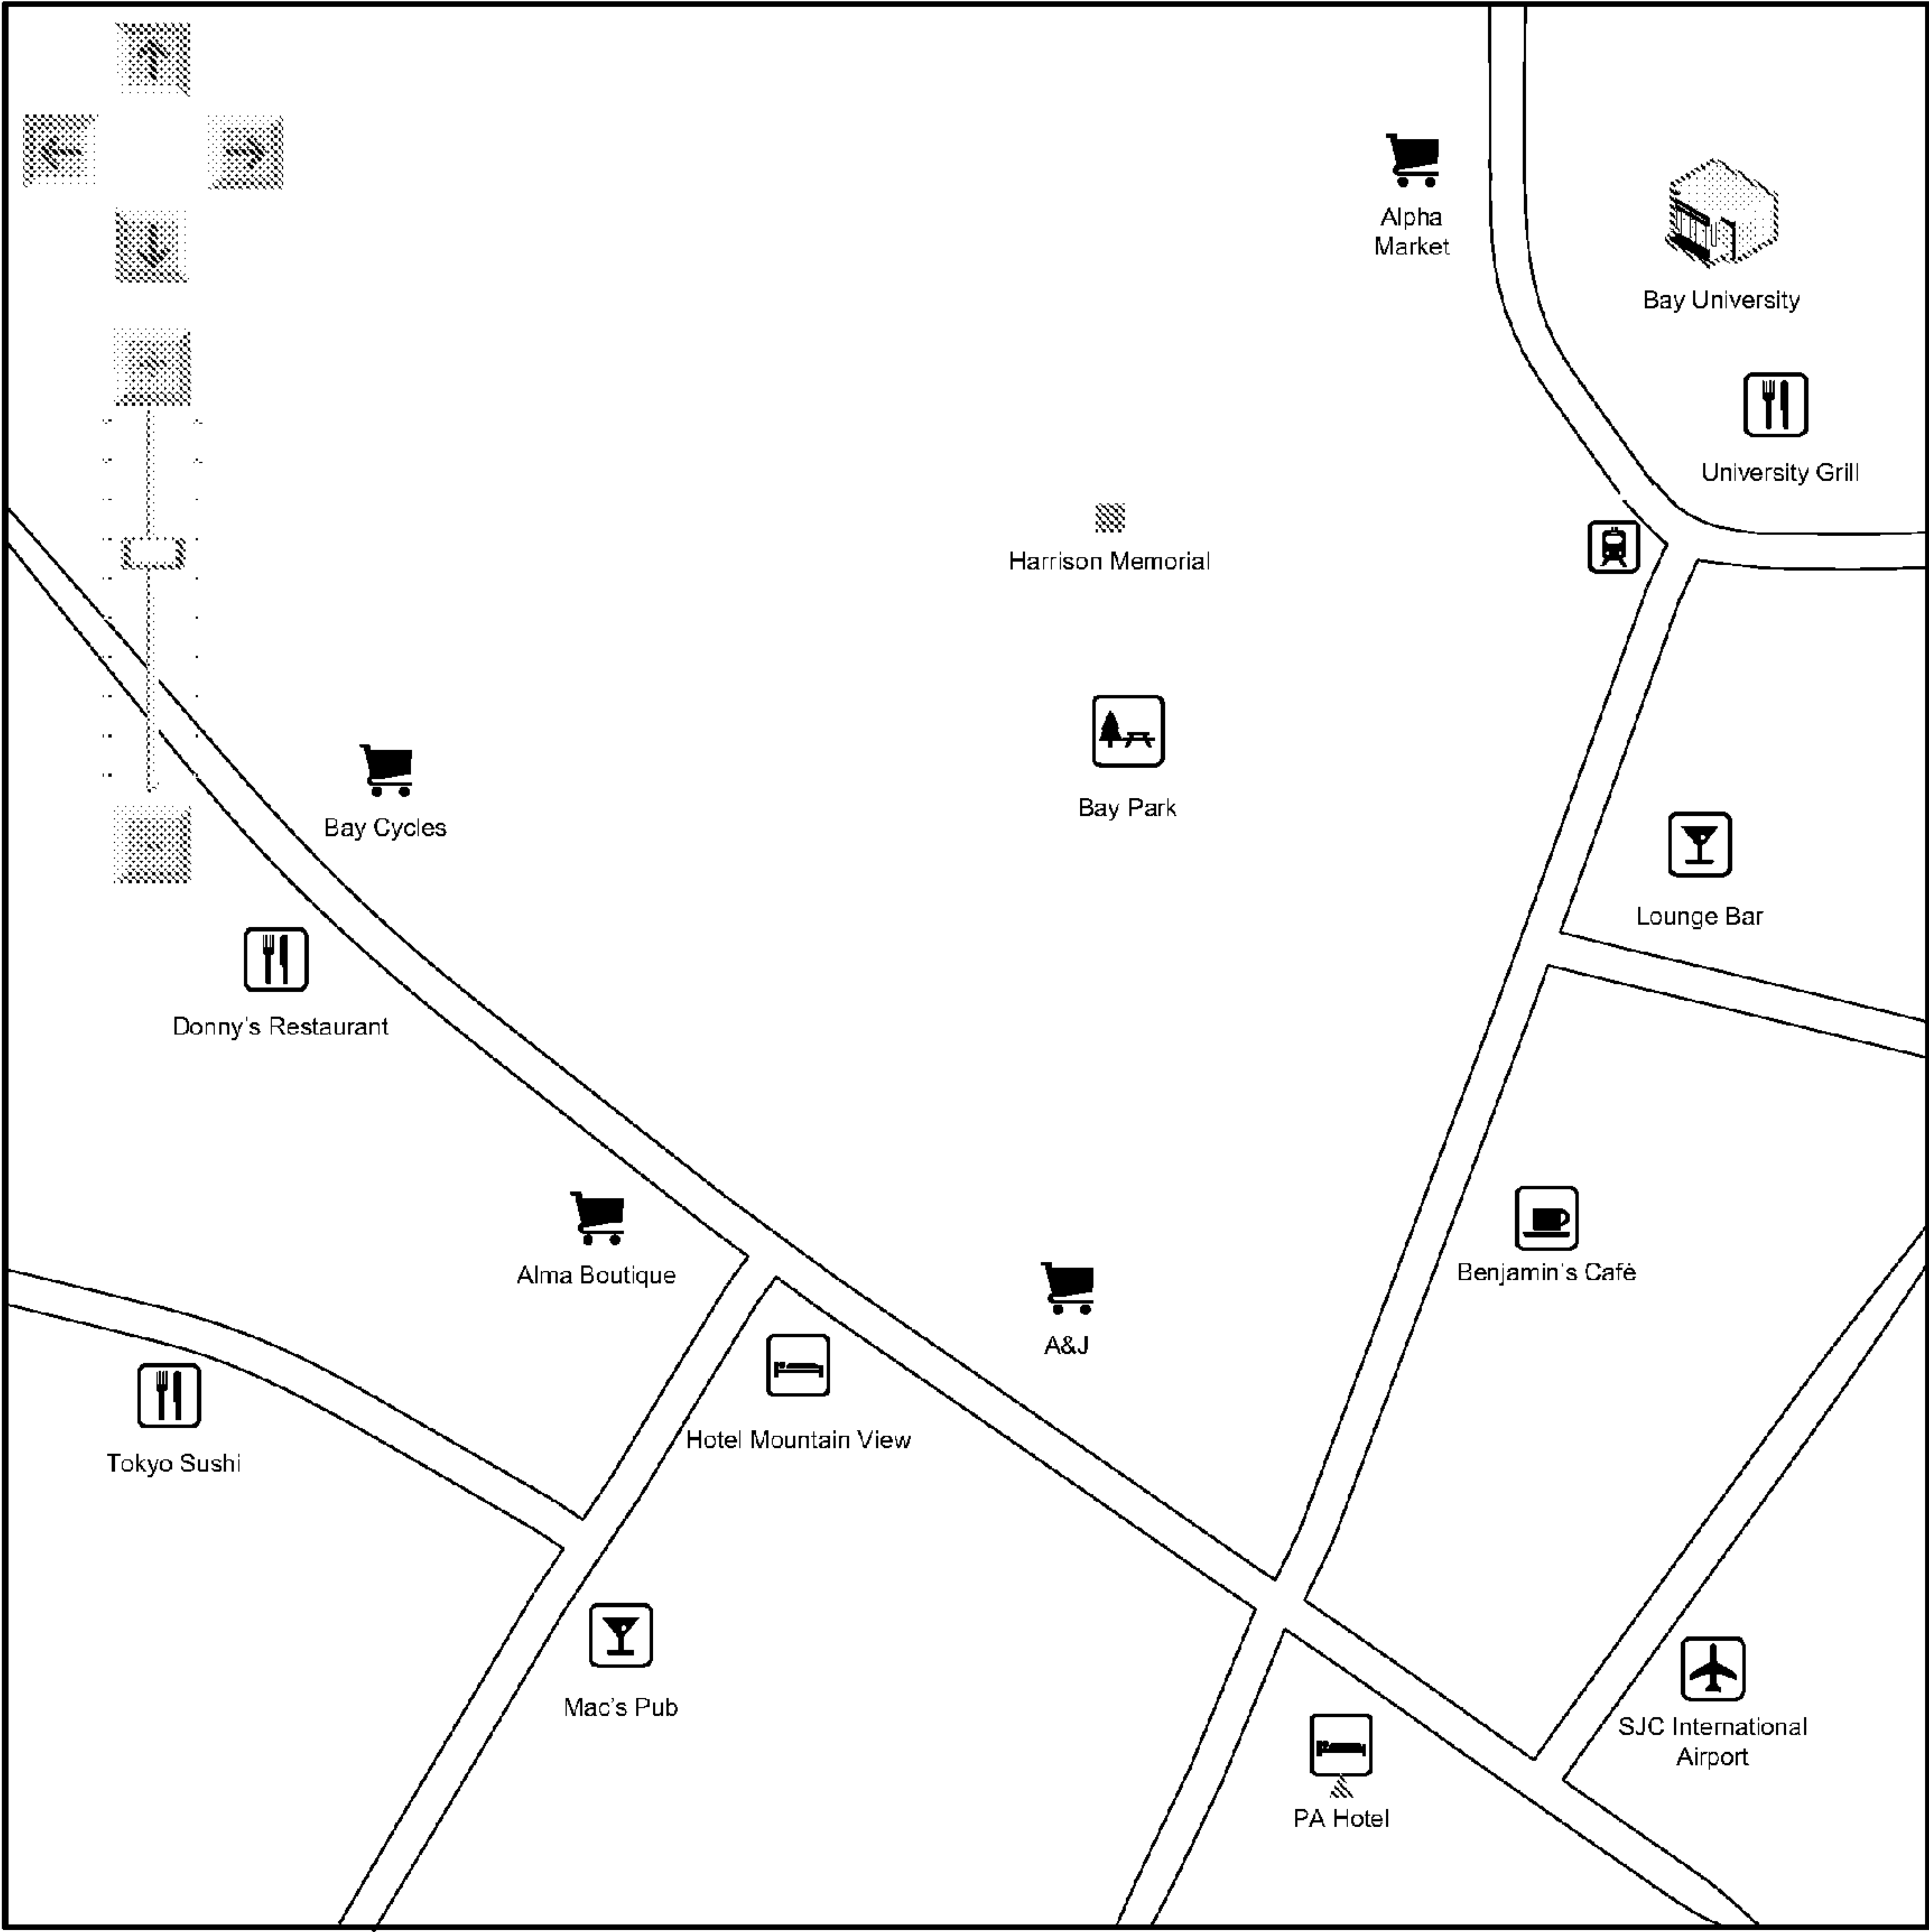 Alpha
Market
Bay University
University Grill
Harrison Memorial
Bay Park
Bay Cycles
Lounge Bar
Donny's Restaurant
Alma Boutique
Benjamin's Café
A&J
Hotel Mountain View
Tokyo Sushi
Mac's Pub
SJC International
Airport
PA Hotel